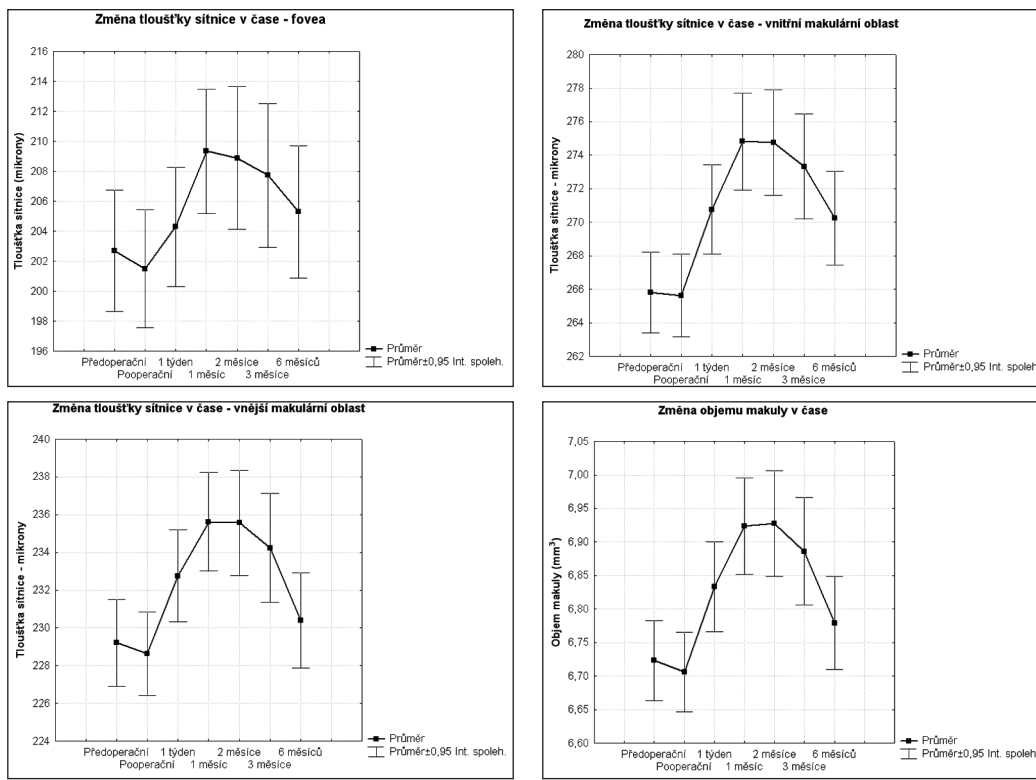 Změna tloušťky sítnice v čase - fovea
Tloušťka sítnice (mikrony)
216
214
212
210
208
206
204
202
200
198
196
Předoperační 1 týden 2 měsíce 6 měsíců
Pooperační 1 měsíc 3 měsíce
Průměr
Průměr±0,95 Int. spoleh.
Změna tloušťky sítnice v čase - vnitřní makulární oblast
Tloušťka sítnice - mikrony
280
278
276
274
272
270
268
266
264
262
Předoperační 1 týden 2 měsíce 6 měsíců
Pooperační 1 měsíc 3 měsíce
Průměr
Průměr±0,95 Int. spoleh.
Změna tloušťky sítnice v čase - vnější makulární oblast
Tloušťka sítnice - mikrony
240
238
236
234
232
230
228
226
224
Předoperační 1 týden 2 měsíce 6 měsíců
Pooperační 1 měsíc 3 měsíce
Průměr
Průměr±0,95 Int. spoleh.
Změna objemu makuly v čase
Objem makuly (mm³)
7,05
7,00
6,95
6,90
6,85
6,80
6,75
6,70
6,65
6,60
Předoperační 1 týden 2 měsíce 6 měsíců
Pooperační 1 měsíc 3 měsíce
Průměr
Průměr±0,95 Int. spoleh.